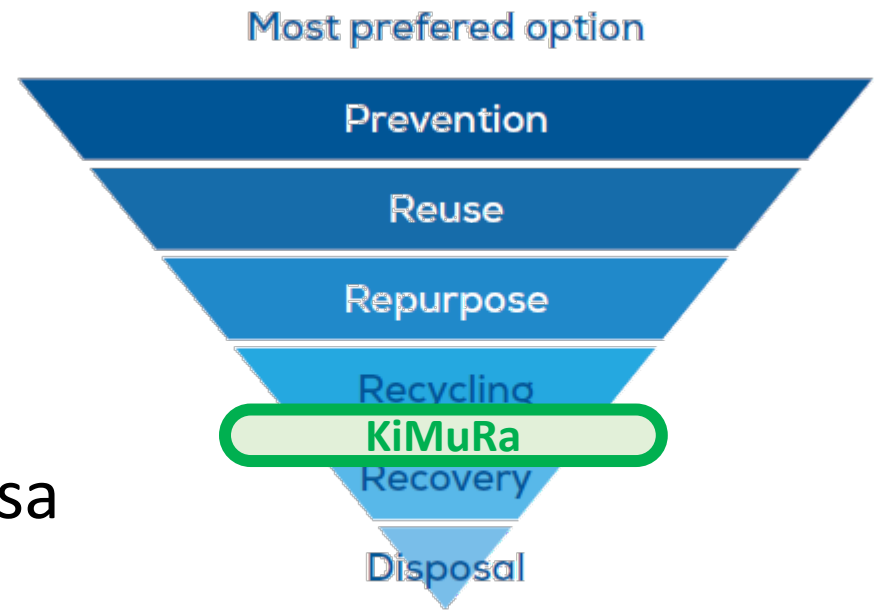 Most prefered option
Prevention
Reuse
Repurpose
Recycling
KiMuRa
Recovery
sa
Disposal